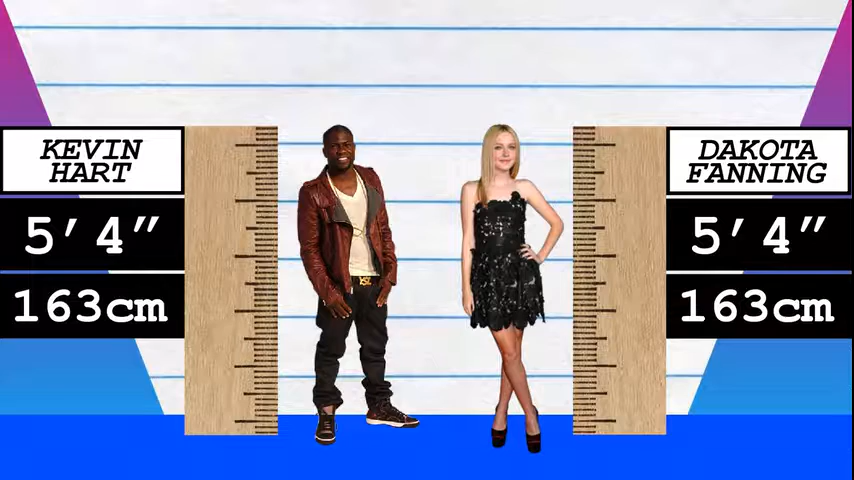 KEVIN
HART
5’4”
163cm
DAKOTA
FANNING
5’4”
163cm